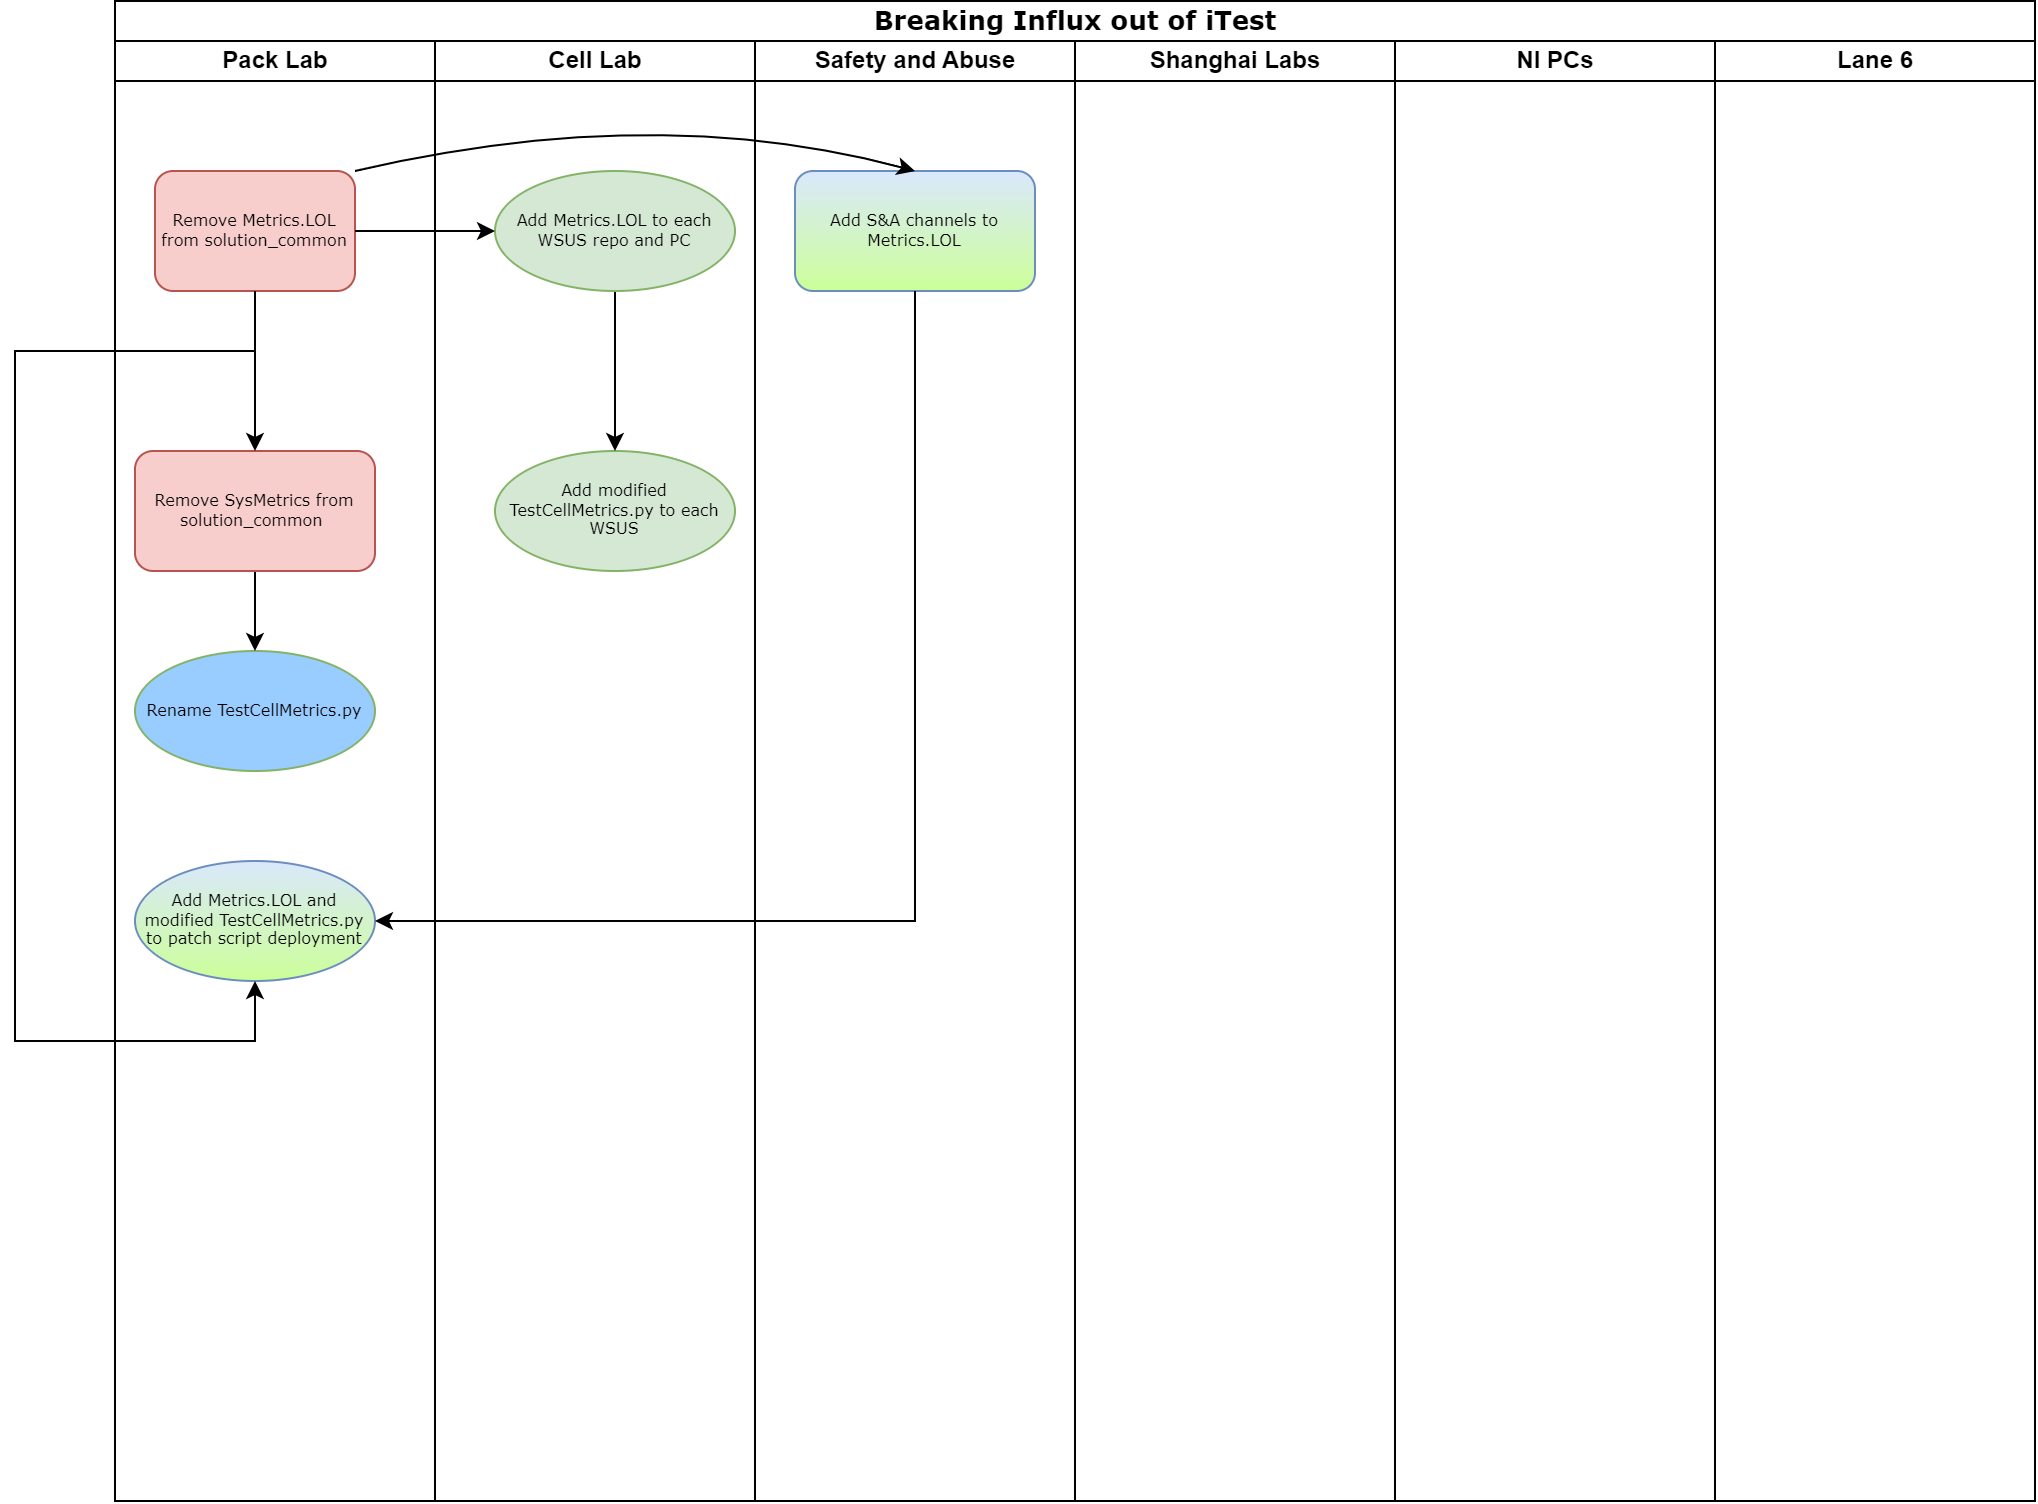 Breaking Influx out of iTest
Pack Lab
Cell Lab
Safety and Abuse
Shanghai Labs
NI PCs
Lane 6
Remove Metrics.LOL
from solution_common
Add Metrics.LOL to each
WSUS repo and PC
Add S&A channels to
Metrics.LOL
Remove SysMetrics from
solution_common
Add modified
TestCellMetrics.py to each
WSUS
Rename TestCellMetrics.py
Add Metrics.LOL and
modified TestCellMetrics.py
to patch script deployment